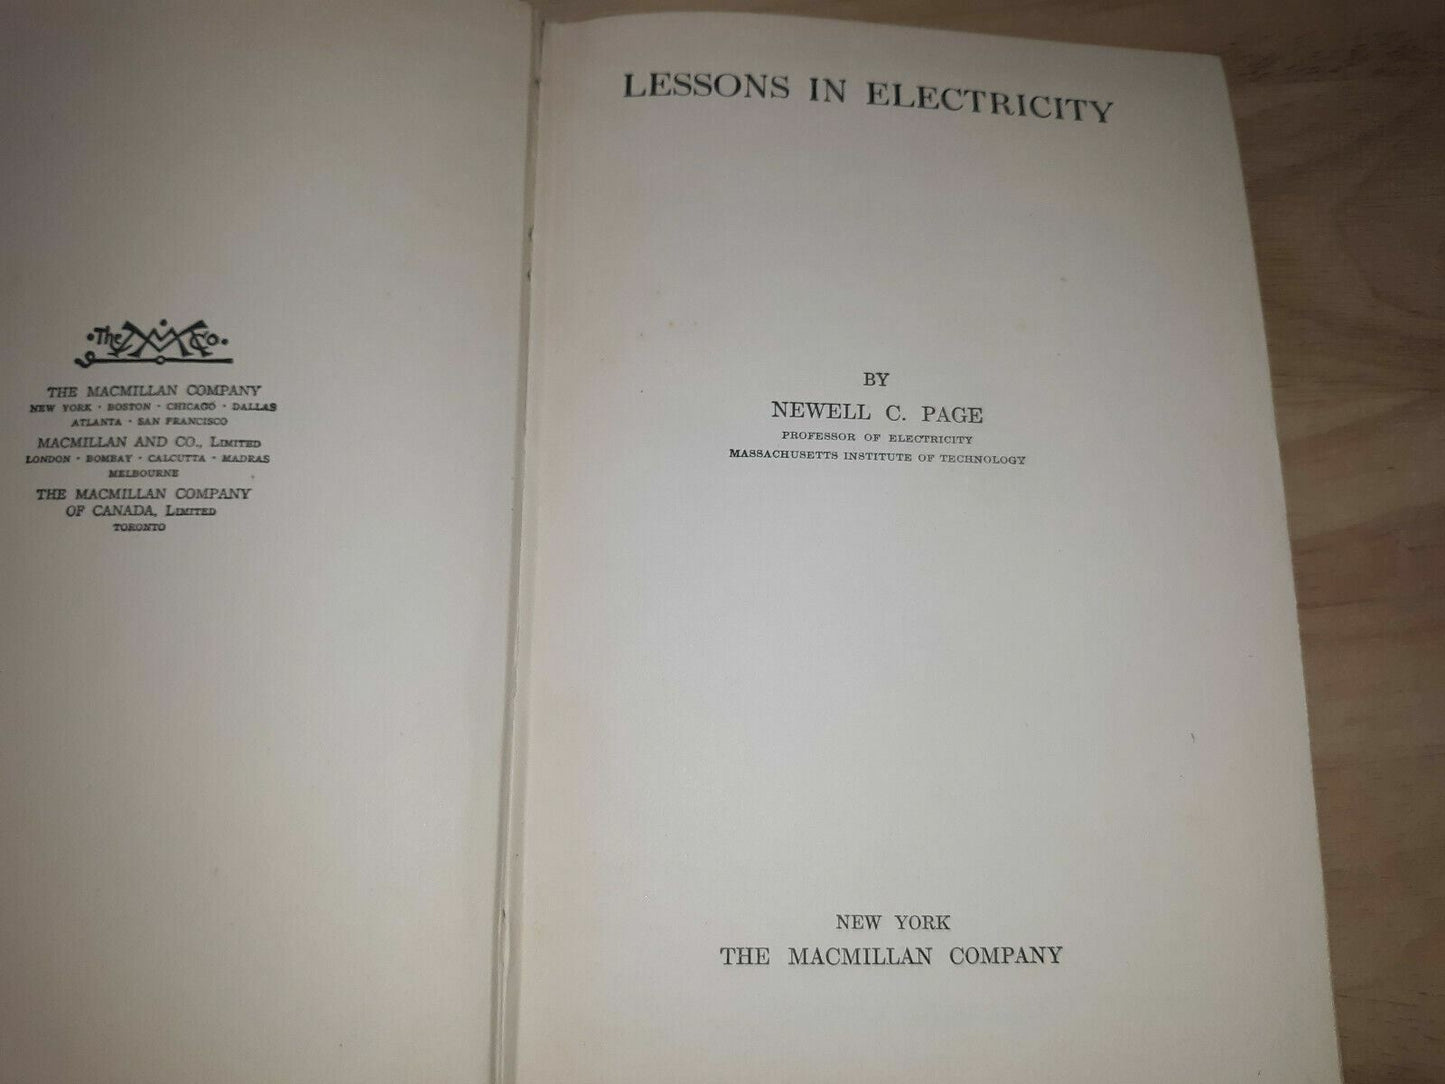 The M Co.
THE MACMILLAN COMPANY
NEW YORK · BOSTON · CHICAGO · DALLAS
ATLANTA · SAN FRANCISCO
MACMILLAN AND CO., LIMITED
LONDON · BOMBAY · CALCUTTA · MADRAS
MELBOURNE
THE MACMILLAN COMPANY
OF CANADA, LIMITED
TORONTO
LESSONS IN ELECTRICITY
BY
NEWELL C. PAGE
PROFESSOR OF ELECTRICITY
MASSACHUSETTS INSTITUTE OF TECHNOLOGY
NEW YORK
THE MACMILLAN COMPANY